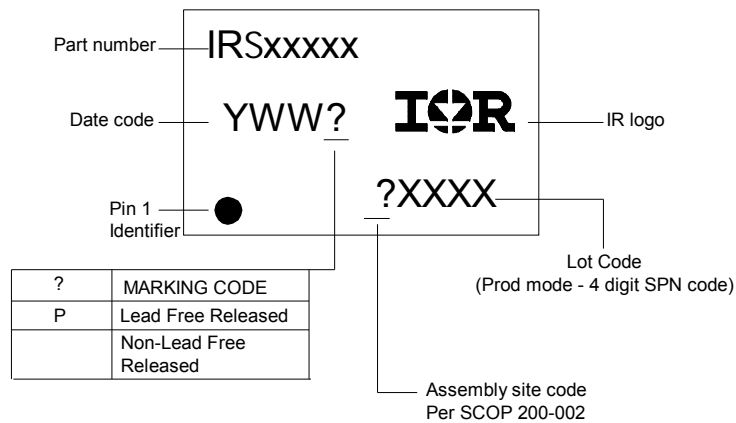 Part number
IRSxxxxx
Date code
YWW?
IOR
IR logo
?XXXX
Pin 1
Identifier
Lot Code
(Prod mode - 4 digit SPN code)
? MARKING CODE
P Lead Free Released
Non-Lead Free
Released
Assembly site code
Per SCOP 200-002